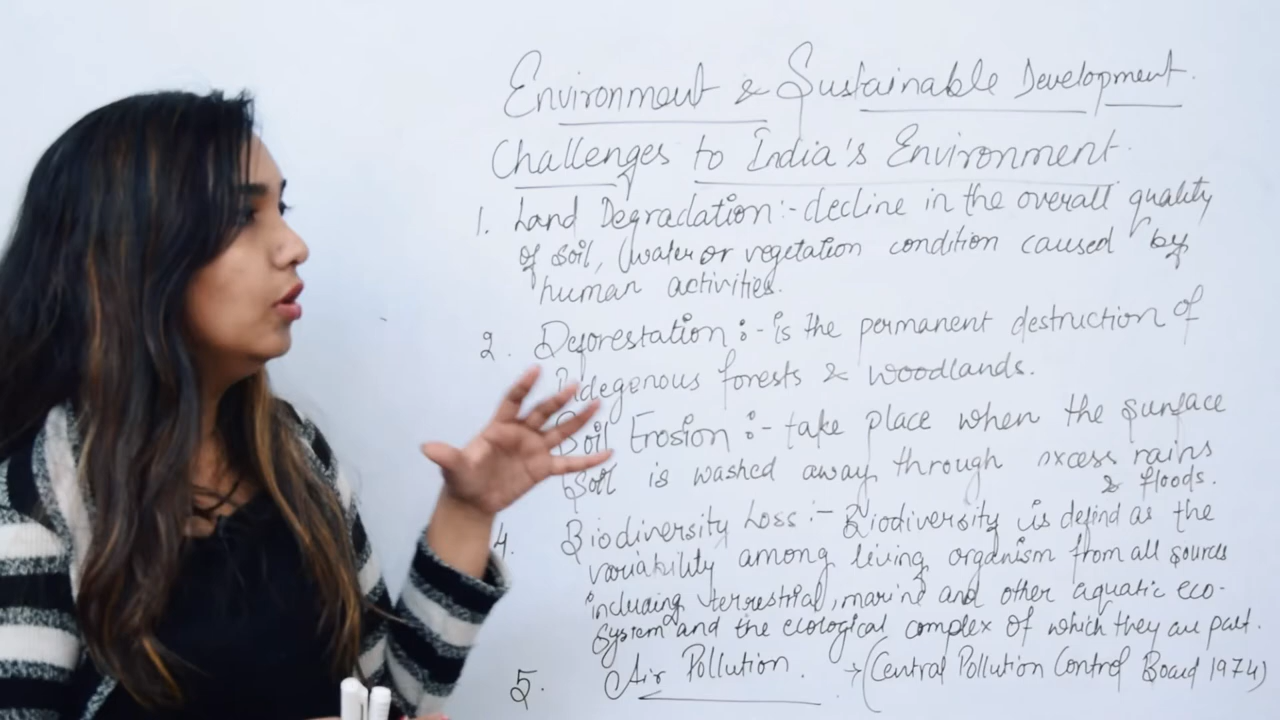 Environment & Sustainable Development.
Challenges to India's Environment.
1. Land Degradation:- decline in the overall quality
of soil, water or vegetation condition caused by
human activities.
2. Deforestation :- is the permanent destruction of
Indegenous forests & woodlands.
Soil Erosion :- take place when the surface
Soil is washed away through excess rains
& floods.
4. Biodiversity Loss :- Biodiversity is defind as the
variability among living organism from all sources
including terrestrial, marine and other aquatic eco-
System and the ecological complex of which they are part.
5. Air Pollution. → (Central Pollution Control Board 1974)